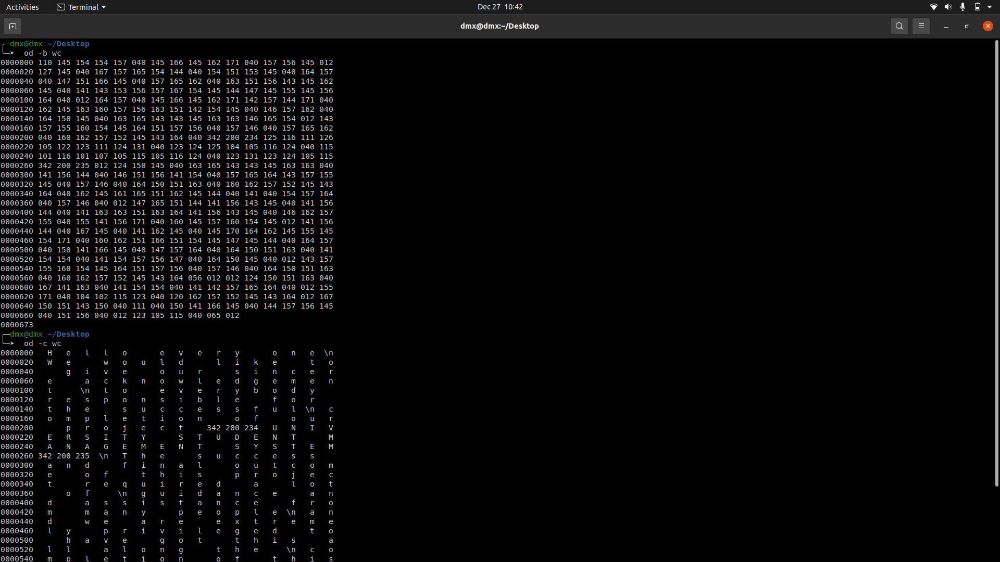 Activities Terminal Dec 27 10:42
dmx@dmx:~/Desktop
dmx@dmx ~/Desktop
od -b wc
0000000 110 145 154 154 157 040 145 166 145 162 171 040 157 156 145 012
0000020 127 145 040 167 157 165 154 144 040 154 151 153 145 040 164 157
0000040 040 147 151 166 145 040 157 165 162 040 163 151 156 143 145 162
0000060 145 040 141 143 153 156 157 167 154 145 144 147 145 155 145 156
0000100 164 040 012 164 157 040 145 166 145 162 171 142 157 144 171 040
0000120 162 145 163 160 157 156 163 151 142 154 145 040 146 157 162 040
0000140 164 150 145 040 163 165 143 143 145 163 163 146 165 154 012 143
0000160 157 155 160 154 145 164 151 157 156 040 157 146 040 157 165 162
0000200 040 160 162 157 152 145 143 164 040 342 200 234 125 116 111 126
0000220 105 122 123 111 124 131 040 123 124 125 104 105 116 124 040 115
0000240 101 116 101 107 105 115 105 116 124 040 123 131 123 124 105 115
0000260 342 200 235 012 124 150 145 040 163 165 143 143 145 163 163 040
0000300 141 156 144 040 146 151 156 141 154 040 157 165 164 143 157 155
0000320 145 040 157 146 040 164 150 151 163 040 160 162 157 152 145 143
0000340 164 040 162 145 161 165 151 162 145 144 040 141 040 154 157 164
0000360 040 157 146 040 012 147 165 151 144 141 156 143 145 040 141 156
0000400 144 040 141 163 163 151 163 164 141 156 143 145 040 146 162 157
0000420 155 040 155 141 156 171 040 160 145 157 160 154 145 012 141 156
0000440 144 040 167 145 040 141 162 145 040 145 170 164 162 145 155 145
0000460 154 171 040 160 162 151 166 151 154 145 147 145 144 040 164 157
0000500 040 150 141 166 145 040 147 157 164 040 164 150 151 163 040 141
0000520 154 154 040 141 154 157 156 147 040 164 150 145 040 012 143 157
0000540 155 160 154 145 164 151 157 156 040 157 146 040 164 150 151 163
0000560 040 160 162 157 152 145 143 164 056 012 012 124 150 151 163 040
0000600 167 141 163 040 141 154 154 040 141 142 157 165 164 040 012 155
0000620 171 040 104 102 115 123 040 120 162 157 152 145 143 164 012 167
0000640 150 151 143 150 040 111 040 150 141 166 145 040 144 157 156 145
0000660 040 151 156 040 012 123 105 115 040 065 012
0000673
dmx@dmx ~/Desktop
od -c wc
0000000 H e l l o e v e r y o n e \n
0000020 W e w o u l d l i k e t o
0000040 g i v e o u r s i n c e r
0000060 e a c k n o w l e d g e m e n
0000100 t \n t o e v e r y b o d y
0000120 r e s p o n s i b l e f o r
0000140 t h e s u c c e s s f u l \n c
0000160 o m p l e t i o n o f o u r
0000200 p r o j e c t 342 200 234 U N I V
0000220 E R S I T Y S T U D E N T M
0000240 A N A G E M E N T S Y S T E M
0000260 342 200 235 \n T h e s u c c e s s
0000300 a n d f i n a l o u t c o m
0000320 e o f t h i s p r o j e c
0000340 t r e q u i r e d a l o t
0000360 o f \n g u i d a n c e a n
0000400 d a s s i s t a n c e f r o
0000420 m m a n y p e o p l e \n a n
0000440 d w e a r e e x t r e m e
0000460 l y p r i v i l e g e d t o
0000500 h a v e g o t t h i s a
0000520 l l a l o n g t h e \n c o
0000540 m p l e t i o n o f t h i s